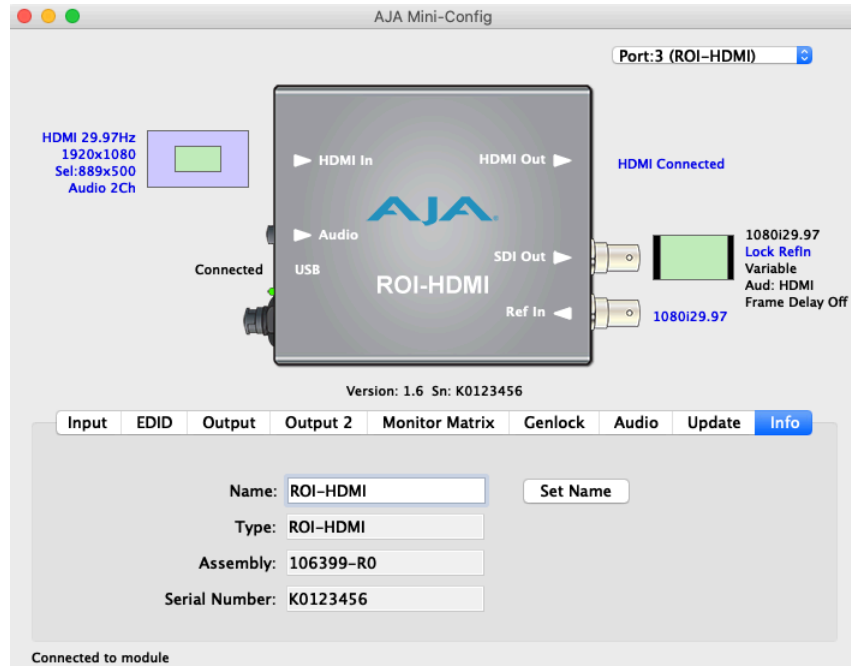 AJA Mini-Config
Port:3 (ROI-HDMI)
HDMI 29.97Hz
1920x1080
Sel:889x500
Audio 2Ch
HDMI In
HDMI Out
HDMI Connected
AJA
Audio
Connected
USB
ROI-HDMI
SDI Out
Ref In
1080i29.97
Lock RefIn
Variable
Aud: HDMI
Frame Delay Off
1080i29.97
Version: 1.6 Sn: K0123456
Input EDID Output Output 2 Monitor Matrix Genlock Audio Update Info
Name: ROI-HDMI Set Name
Type: ROI-HDMI
Assembly: 106399-R0
Serial Number: K0123456
Connected to module